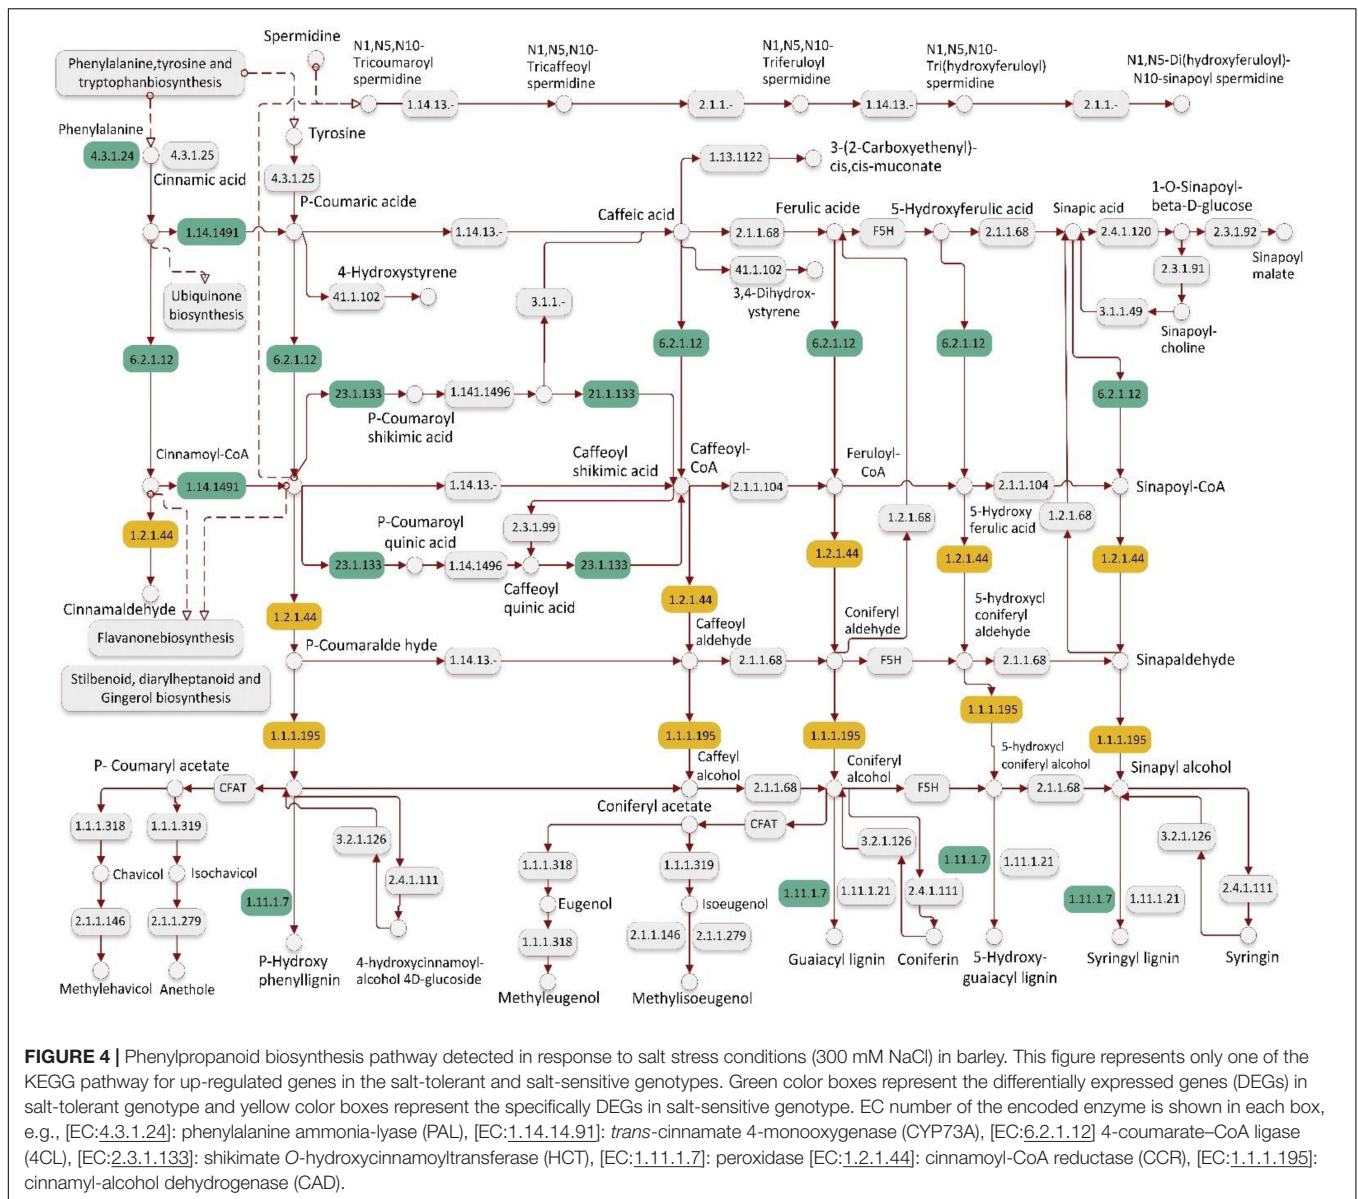 Spermidine
N1,N5,N10-
Tricoumaroyl
spermidine
N1,N5,N10-
Tricaffeoyl
spermidine
N1,N5,N10-
Triferuloyl
spermidine
N1,N5,N10-
Tri(hydroxyferuloyl)
spermidine
N1,N5-Di(hydroxyferuloyl)-
N10-sinapoyl spermidine
Phenylalanine,tyrosine and
tryptophanbiosynthesis
1.14.13.-
2.1.1.-
1.14.13.-
2.1.1.-
Phenylalanine
Tyrosine
4.3.1.24
4.3.1.25
Cinnamic acid
4.3.1.25
1.13.1122
3-(2-Carboxyethenyl)-
cis,cis-muconate
P-Coumaric acide
Caffeic acid
Ferulic acide
5-Hydroxyferulic acid
Sinapic acid
1-O-Sinapoyl-
beta-D-glucose
1.14.1491
1.14.13.-
2.1.1.68
F5H
2.1.1.68
2.4.1.120
2.3.1.92
Sinapoyl
malate
4-Hydroxystyrene
41.1.102
41.1.102
3,4-Dihydrox-
ystyrene
2.3.1.91
3.1.1.49
Sinapoyl-
choline
Ubiquinone
biosynthesis
3.1.1.-
6.2.1.12
6.2.1.12
6.2.1.12
6.2.1.12
6.2.1.12
6.2.1.12
23.1.133
1.141.1496
21.1.133
P-Coumaroyl
shikimic acid
Cinnamoyl-CoA
Caffeoyl
shikimic acid
Caffeoyl-
CoA
Feruloyl-
CoA
1.14.1491
1.14.13.-
2.1.1.104
2.1.1.104
Sinapoyl-CoA
5-Hydroxy
ferulic acid
1.2.1.68
1.2.1.68
P-Coumaroyl
quinic acid
2.3.1.99
23.1.133
1.14.1496
23.1.133
Caffeoyl
quinic acid
1.2.1.44
1.2.1.44
1.2.1.44
1.2.1.44
1.2.1.44
1.2.1.44
Cinnamaldehyde
Flavanonebiosynthesis
Stilbenoid, diarylheptanoid and
Gingerol biosynthesis
P-Coumaralde hyde
Caffeoyl
aldehyde
Coniferyl
aldehyde
5-hydroxycl
coniferyl
aldehyde
1.14.13.-
2.1.1.68
F5H
2.1.1.68
Sinapaldehyde
1.1.1.195
1.1.1.195
1.1.1.195
1.1.1.195
1.1.1.195
P- Coumaryl acetate
Caffeyl
alcohol
Coniferyl
alcohol
5-hydroxycl
coniferyl alcohol
Sinapyl alcohol
CFAT
2.1.1.68
F5H
2.1.1.68
Coniferyl acetate
CFAT
1.1.1.318
1.1.1.319
3.2.1.126
2.4.1.111
1.1.1.318
1.1.1.319
3.2.1.126
2.4.1.111
3.2.1.126
2.4.1.111
Chavicol
Isochavicol
Eugenol
Isoeugenol
2.1.1.146
2.1.1.279
1.11.1.7
1.1.1.318
2.1.1.146
2.1.1.279
1.11.1.7
1.11.1.21
1.11.1.7
1.11.1.21
1.11.1.7
1.11.1.21
Methylehavicol
Anethole
P-Hydroxy
phenyllignin
4-hydroxycinnamoyl-
alcohol 4D-glucoside
Methyleugenol
Methylisoeugenol
Guaiacyl lignin
Coniferin
5-Hydroxy-
guaiacyl lignin
Syringyl lignin
Syringin
FIGURE 4 | Phenylpropanoid biosynthesis pathway detected in response to salt stress conditions (300 mM NaCl) in barley. This figure represents only one of the
KEGG pathway for up-regulated genes in the salt-tolerant and salt-sensitive genotypes. Green color boxes represent the differentially expressed genes (DEGs) in
salt-tolerant genotype and yellow color boxes represent the specifically DEGs in salt-sensitive genotype. EC number of the encoded enzyme is shown in each box,
e.g., [EC:4.3.1.24]: phenylalanine ammonia-lyase (PAL), [EC:1.14.14.91]: trans-cinnamate 4-monooxygenase (CYP73A), [EC:6.2.1.12] 4-coumarate–CoA ligase
(4CL), [EC:2.3.1.133]: shikimate O-hydroxycinnamoyltransferase (HCT), [EC:1.11.1.7]: peroxidase [EC:1.2.1.44]: cinnamoyl-CoA reductase (CCR), [EC:1.1.1.195]:
cinnamyl-alcohol dehydrogenase (CAD).